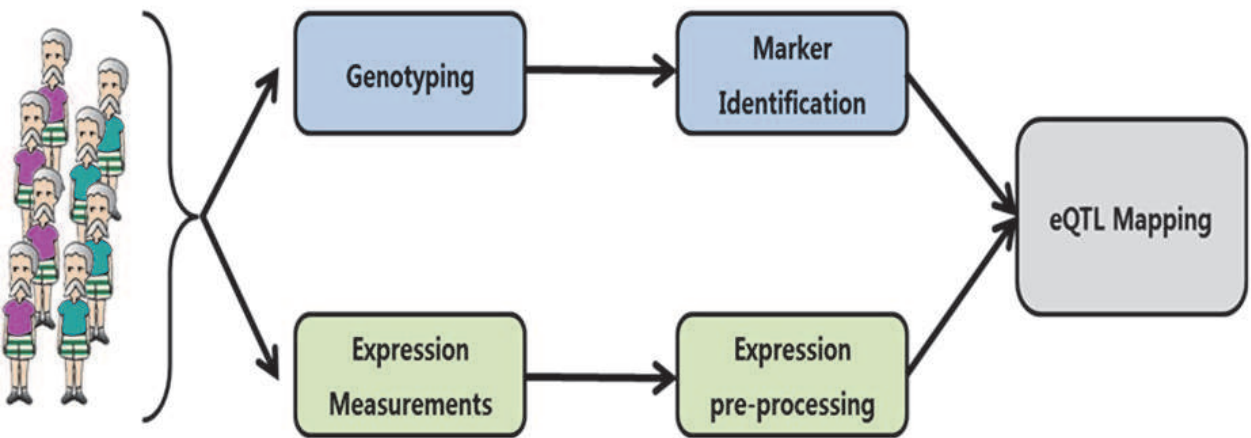 Genotyping
Marker
Identification
eQTL Mapping
Expression
Measurements
Expression
pre-processing